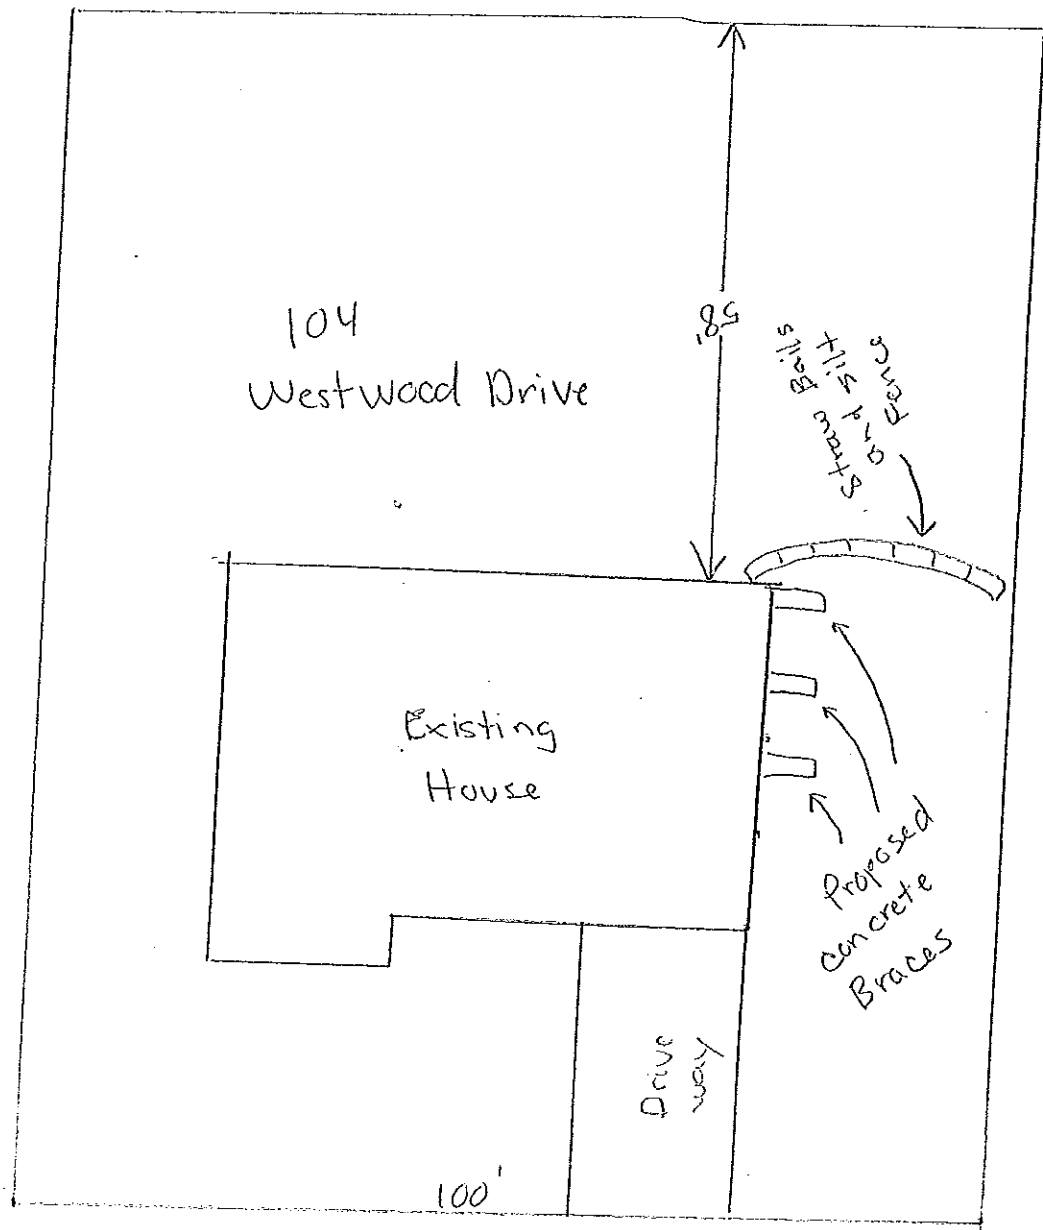 104
Westwood Drive
58'
Straw Bails
and silt
Fence
Existing
House
Proposed
concrete
Braces
Drive
way
100'